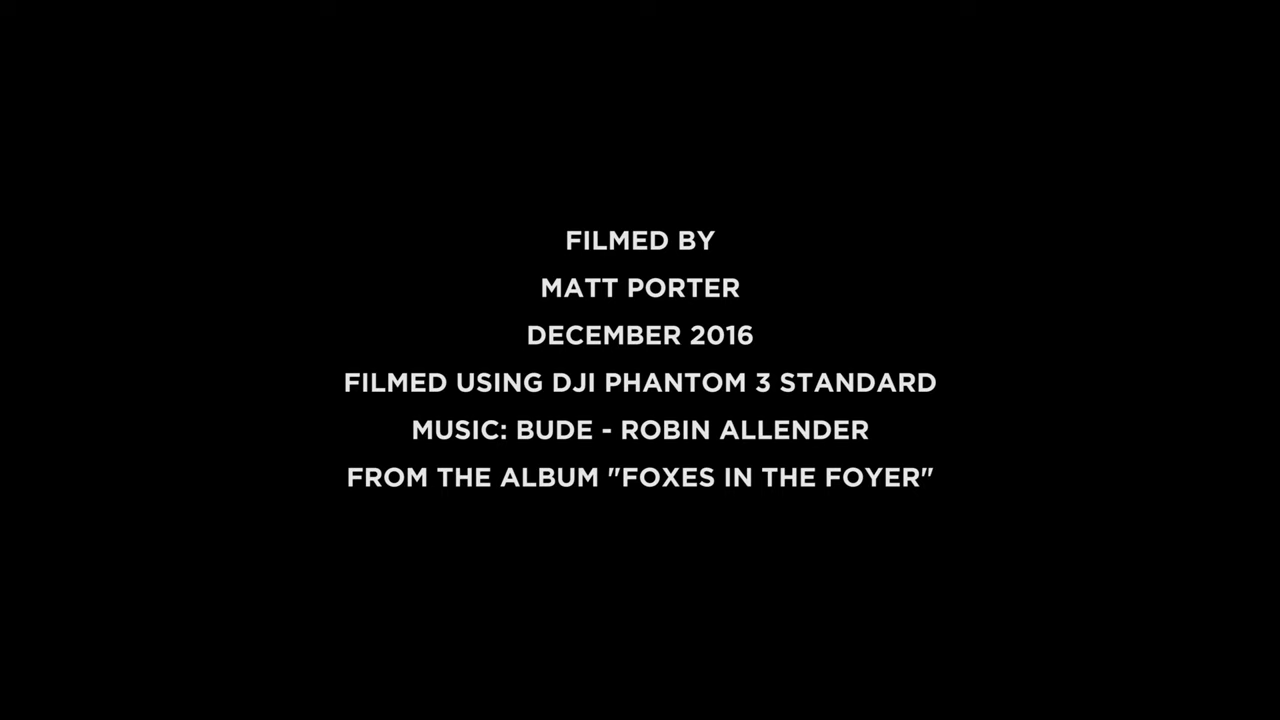 FILMED BY
MATT PORTER
DECEMBER 2016
FILMED USING DJI PHANTOM 3 STANDARD
MUSIC: BUDE - ROBIN ALLENDER
FROM THE ALBUM "FOXES IN THE FOYER"